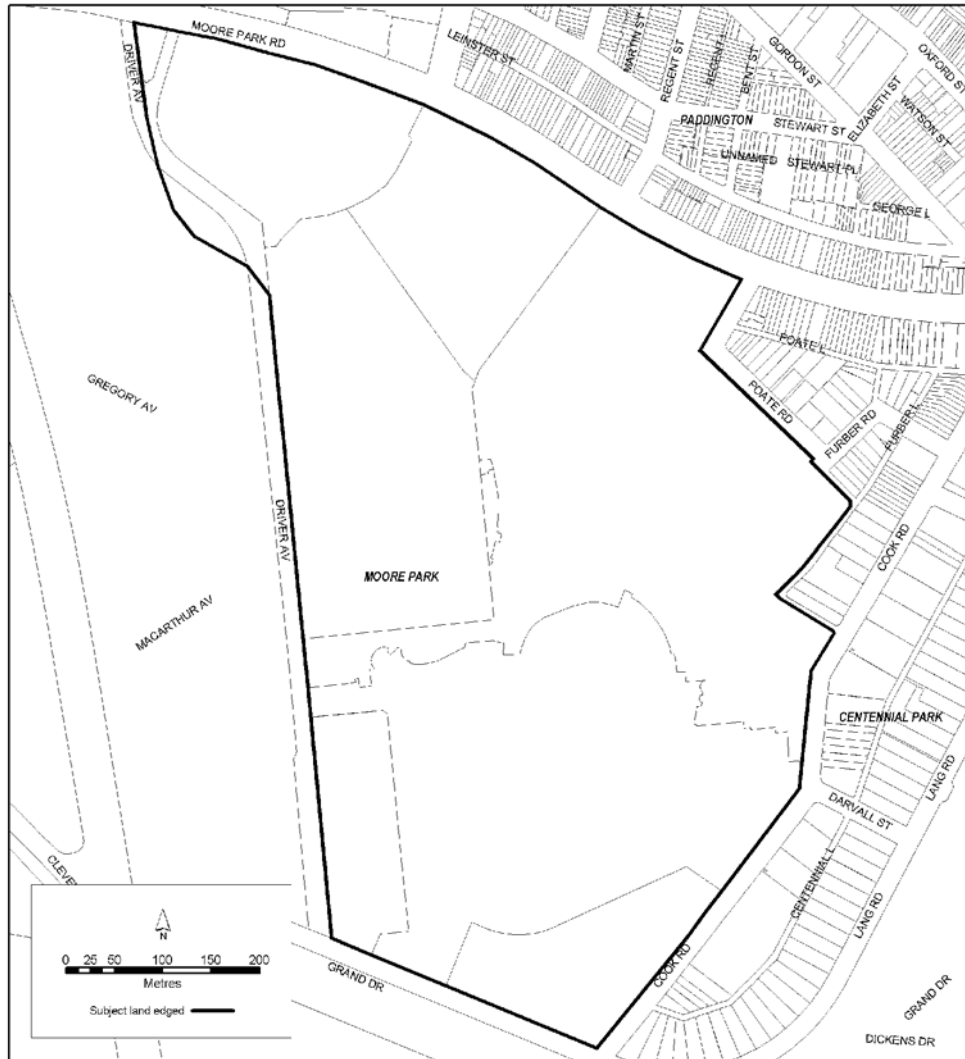 MOORE PARK RD
DRIVER AV
LEINSTER ST
MARTIN ST
REGENT ST
REGENT L
BENT ST
GORDON ST
OXFORD ST
ELIZABETH ST
WATSON ST
PADDINGTON
STEWART ST
UNNAMED
STEWART PL
GEORGE L
POATE L
POATE RD
FURBER RD
FURBER L
GREGORY AV
DRIVER AV
COOK RD
MOORE PARK
MACARTHUR AV
CENTENNIAL PARK
LANG RD
DARVALL ST
CENTENNIAL L
LANG RD
COOK RD
GRAND DR
GRAND DR
DICKENS DR
CLEVE
N
0 25 50 100 150 200
Metres
Subject land edged